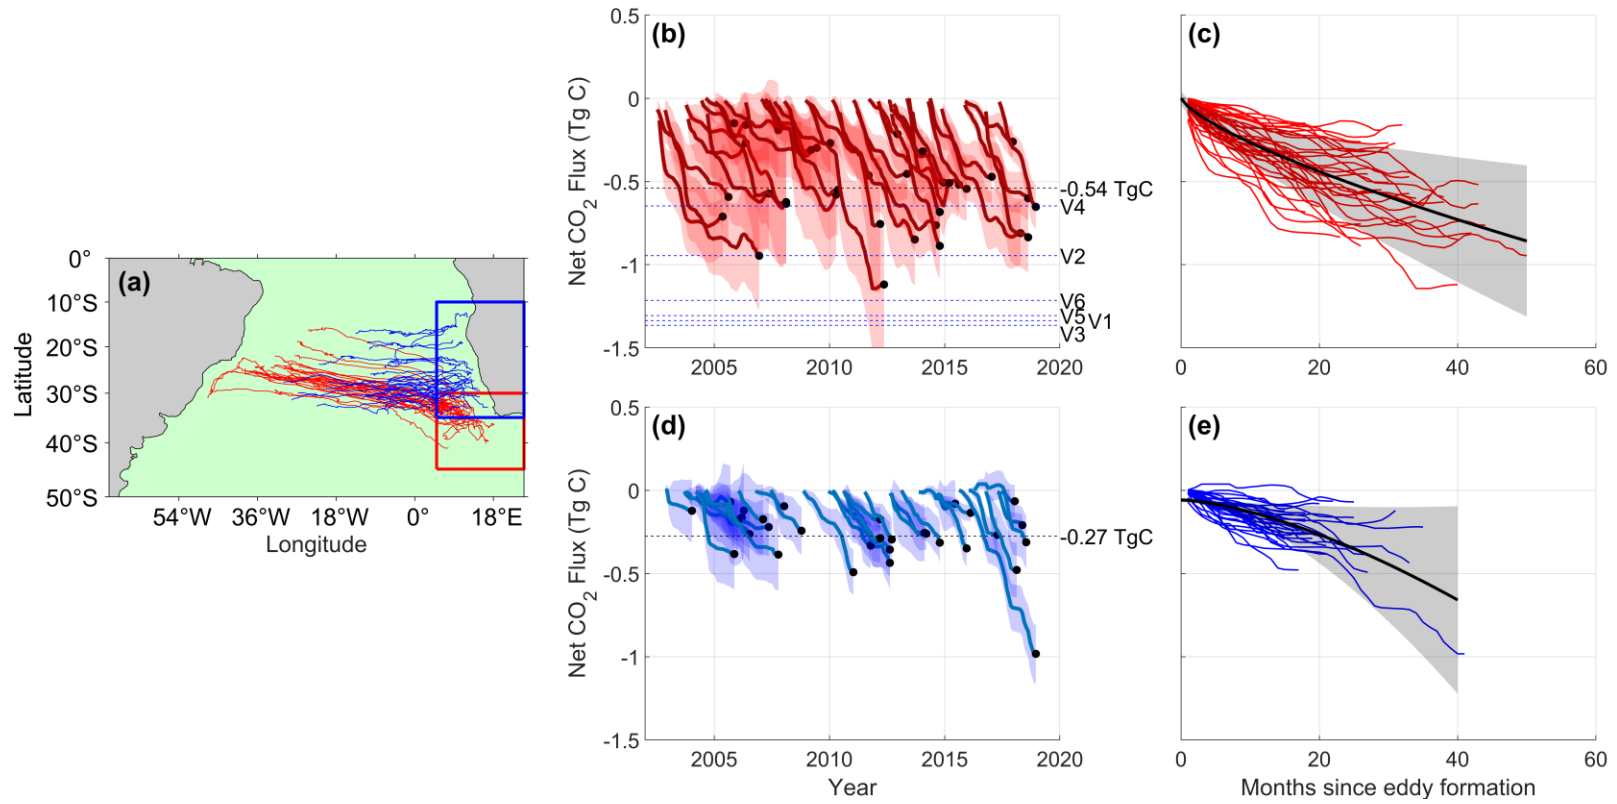 (a)
0°
10°S
20°S
30°S
40°S
50°S
Latitude
54°W
36°W
18°W
0°
18°E
Longitude
(b)
0.5
0
-0.5
-1
-1.5
Net CO2 Flux (Tg C)
2005
2010
2015
2020
-0.54 TgC
V4
V2
V6
V5
V1
V3
(c)
0
20
40
60
(d)
0.5
0
-0.5
-1
-1.5
Net CO2 Flux (Tg C)
-0.27 TgC
2005
2010
2015
2020
Year
(e)
0
20
40
60
Months since eddy formation